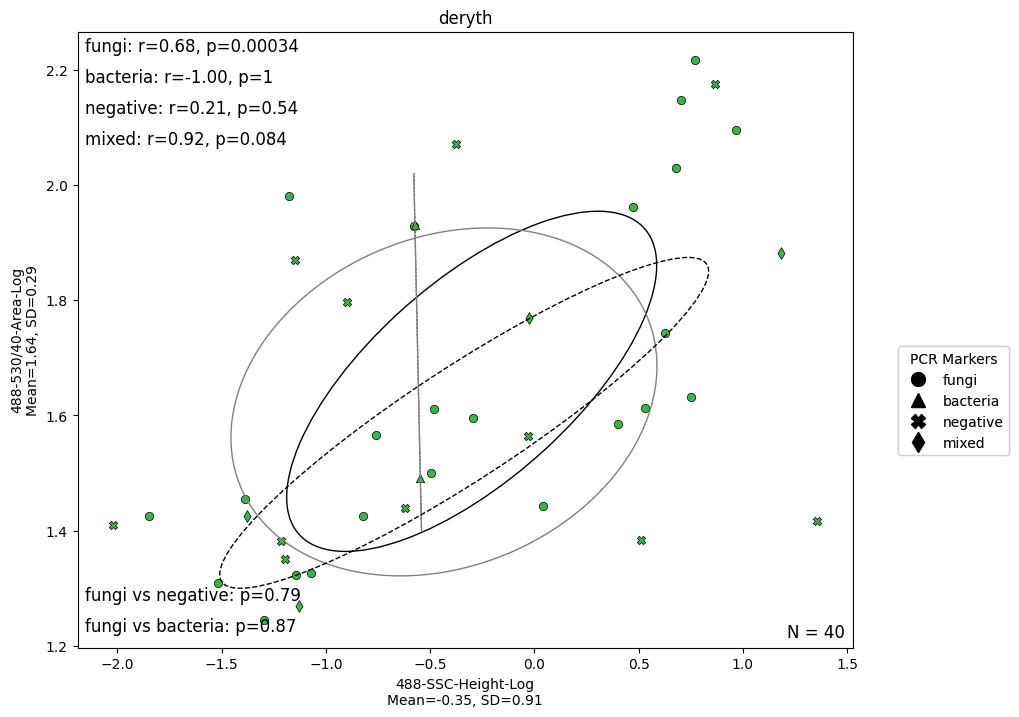 deryth
fungi: r=0.68, p=0.00034
bacteria: r=-1.00, p=1
negative: r=0.21, p=0.54
mixed: r=0.92, p=0.084
2.2
2.0
1.8
1.6
1.4
1.2
488-530/40-Area-Log
Mean=1.64, SD=0.29
fungi vs negative: p=0.79
fungi vs bacteria: p=0.87
N = 40
−2.0 −1.5 −1.0 −0.5 0.0 0.5 1.0 1.5
488-SSC-Height-Log
Mean=-0.35, SD=0.91
PCR Markers
fungi
bacteria
negative
mixed